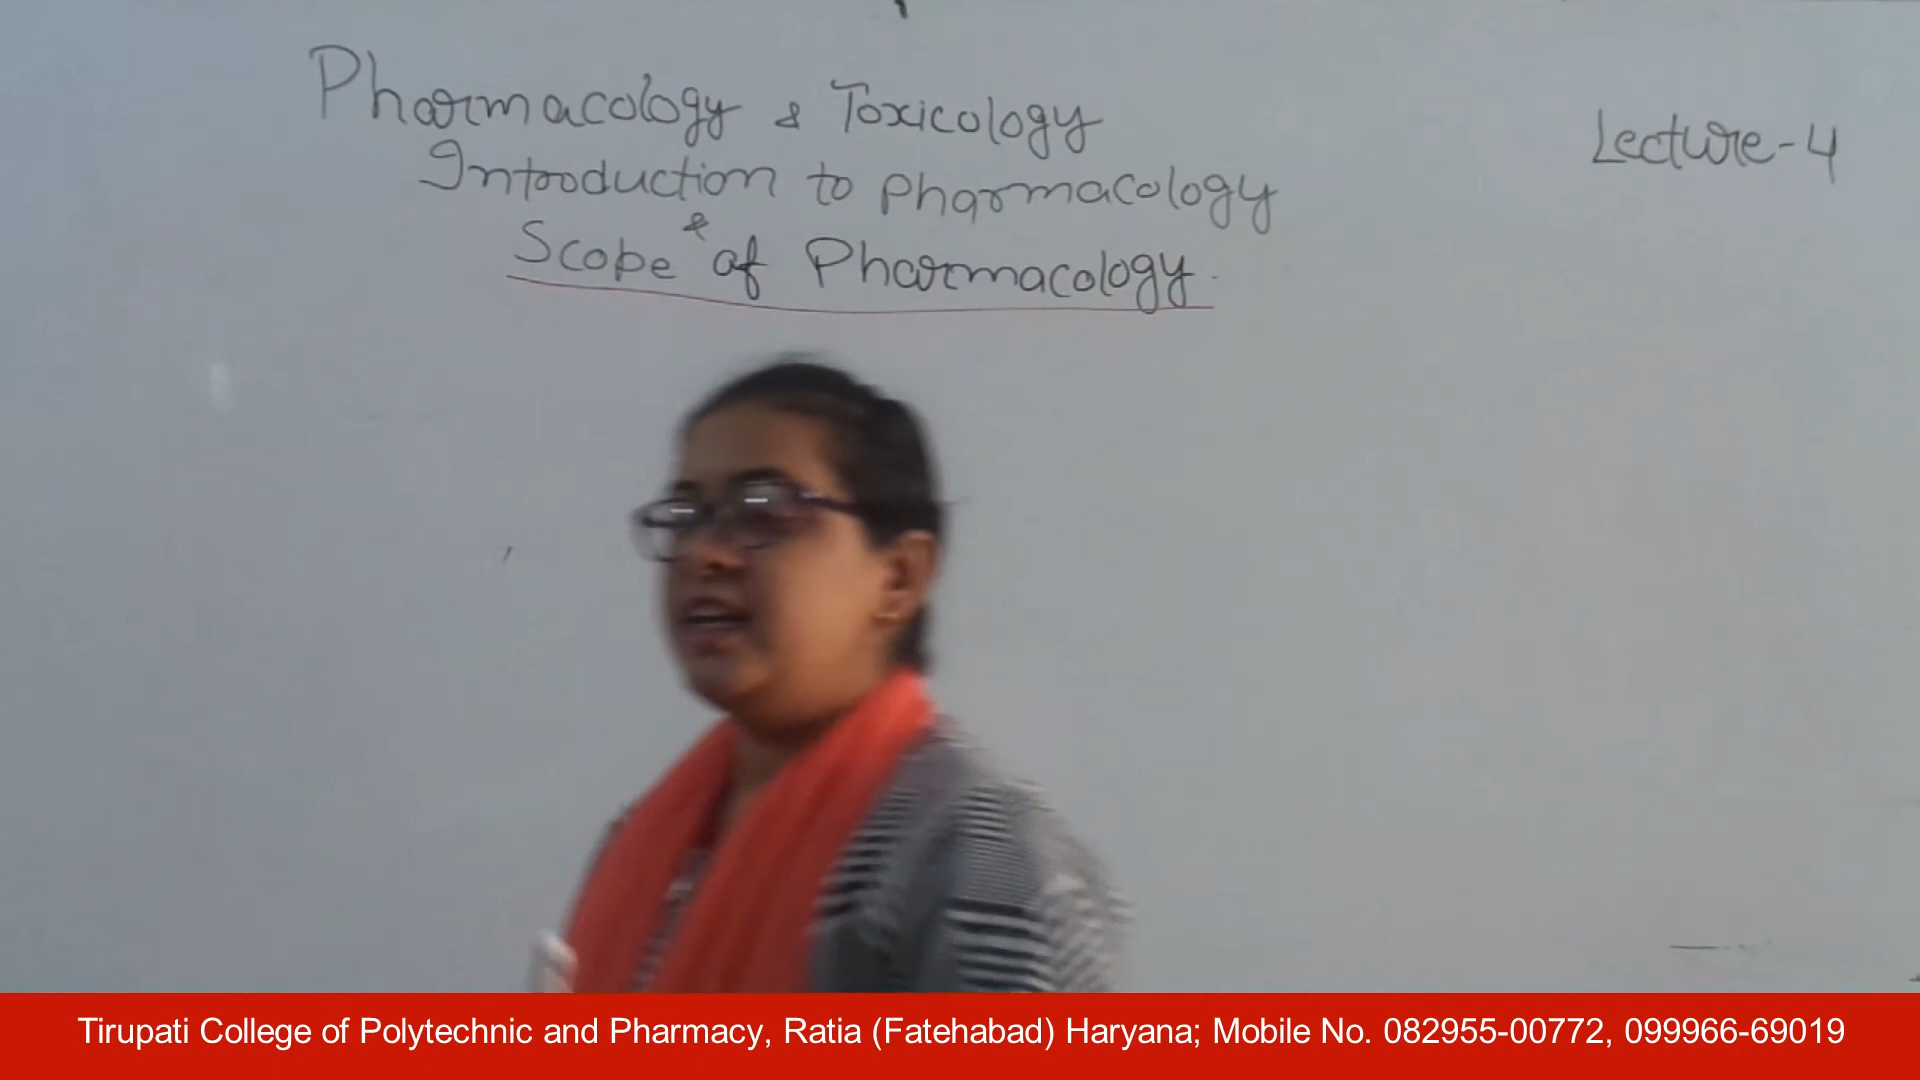 Pharmacology & Toxicology
Lecture-4
Introduction to pharmacology
&
Scope of Pharmacology.
Tirupati College of Polytechnic and Pharmacy, Ratia (Fatehabad) Haryana; Mobile No. 082955-00772, 099966-69019